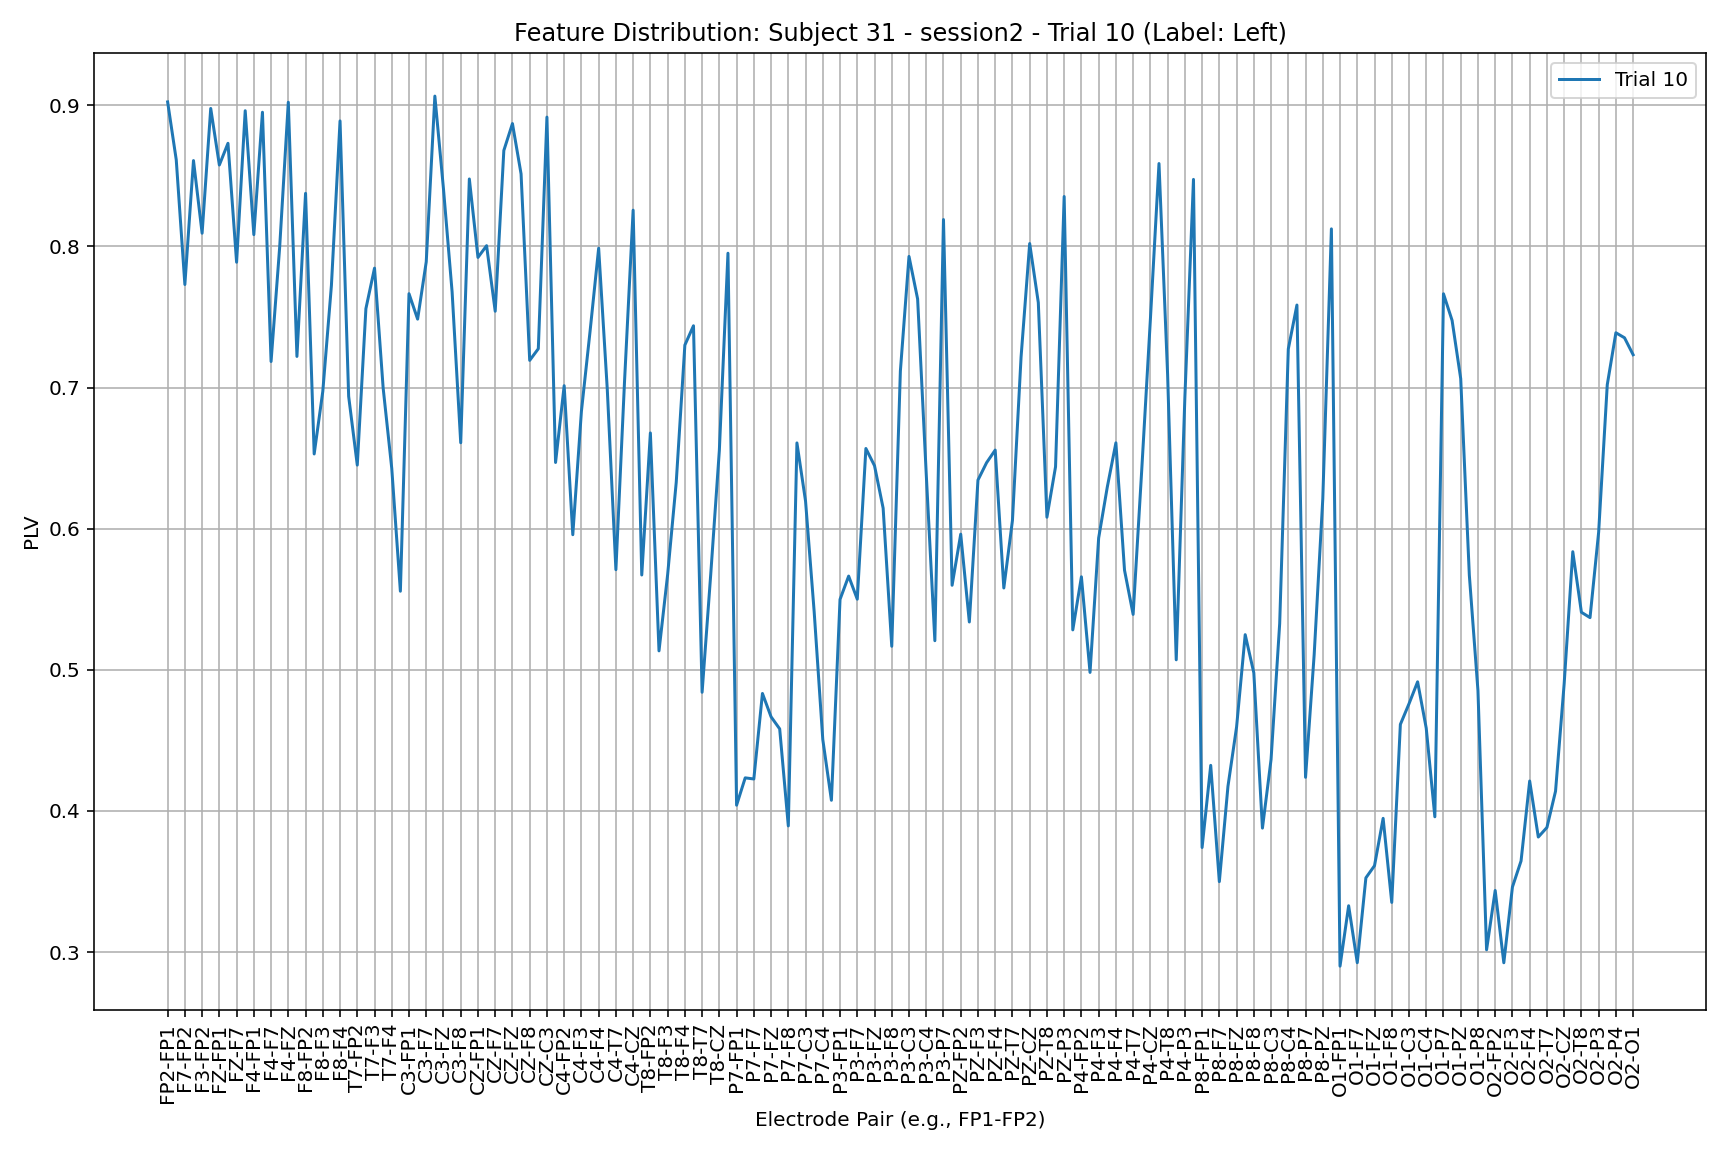 Feature Distribution: Subject 31 - session2 - Trial 10 (Label: Left)
Trial 10
PLV
0.9
0.8
0.7
0.6
0.5
0.4
0.3
FP2-FP1
F7-FP2
F3-FP2
FZ-FP1
FZ-F7
F4-FP1
F4-F7
F4-FZ
F8-FP2
F8-F3
F8-F4
T7-FP2
T7-F3
T7-F4
C3-FP1
C3-F7
C3-FZ
C3-F8
CZ-FP1
CZ-F7
CZ-FZ
CZ-F8
CZ-C3
C4-FP2
C4-F3
C4-F4
C4-T7
C4-CZ
T8-FP2
T8-F3
T8-F4
T8-T7
T8-CZ
P7-FP1
P7-F7
P7-FZ
P7-F8
P7-C3
P7-C4
P3-FP1
P3-F7
P3-FZ
P3-F8
P3-C3
P3-C4
P3-P7
PZ-FP2
PZ-F3
PZ-F4
PZ-T7
PZ-CZ
PZ-T8
PZ-P3
P4-FP2
P4-F3
P4-F4
P4-T7
P4-CZ
P4-T8
P4-P3
P8-FP1
P8-F7
P8-FZ
P8-F8
P8-C3
P8-C4
P8-P7
P8-PZ
O1-FP1
O1-F7
O1-FZ
O1-F8
O1-C3
O1-C4
O1-P7
O1-PZ
O1-P8
O2-FP2
O2-F3
O2-F4
O2-T7
O2-CZ
O2-T8
O2-P3
O2-P4
O2-O1
Electrode Pair (e.g., FP1-FP2)